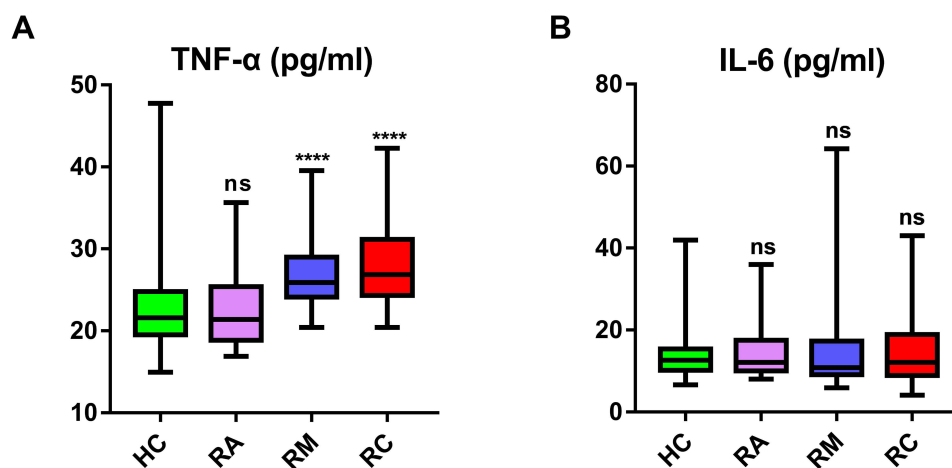 A
TNF-α (pg/ml)
50
40
30
20
10
ns
****
****
HC
RA
RM
RC
B
IL-6 (pg/ml)
80
60
40
20
0
ns
ns
ns
HC
RA
RM
RC